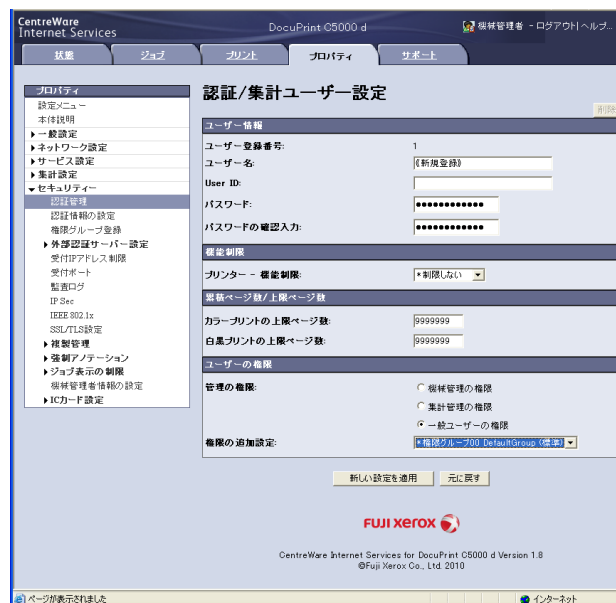 CentreWare
Internet Services
DocuPrint C5000 d
機械管理者 - ログアウト| ヘルプ...
状態
ジョブ
プリント
プロパティ
サポート
プロパティ
設定メニュー
本体説明
一般設定
ネットワーク設定
サービス設定
集計設定
セキュリティー
認証管理
認証情報の設定
権限グループ登録
外部認証サーバー設定
受付IPアドレス制限
受付ポート
監査ログ
IP Sec
IEEE 802.1x
SSL/TLS設定
複製管理
強制アノテーション
ジョブ表示の制限
機械管理者情報の設定
ICカード設定
認証/集計ユーザー設定
削除
ユーザー情報
ユーザー登録番号:
1
ユーザー名:
《新規登録》
User ID:
パスワード:
●●●●●●●●●●●●
パスワードの確認入力:
●●●●●●●●●●●●
機能制限
プリンター - 機能制限:
*制限しない
累積ページ数/上限ページ数
カラープリントの上限ページ数:
9999999
白黒プリントの上限ページ数:
9999999
ユーザーの権限
管理の権限:
機械管理の権限
集計管理の権限
一般ユーザーの権限
権限の追加設定:
*権限グループ00 DefaultGroup (標準)
新しい設定を適用
元に戻す
FUJI XEROX
CentreWare Internet Services for DocuPrint C5000 d Version 1.8
©Fuji Xerox Co., Ltd. 2010
ページが表示されました
インターネット